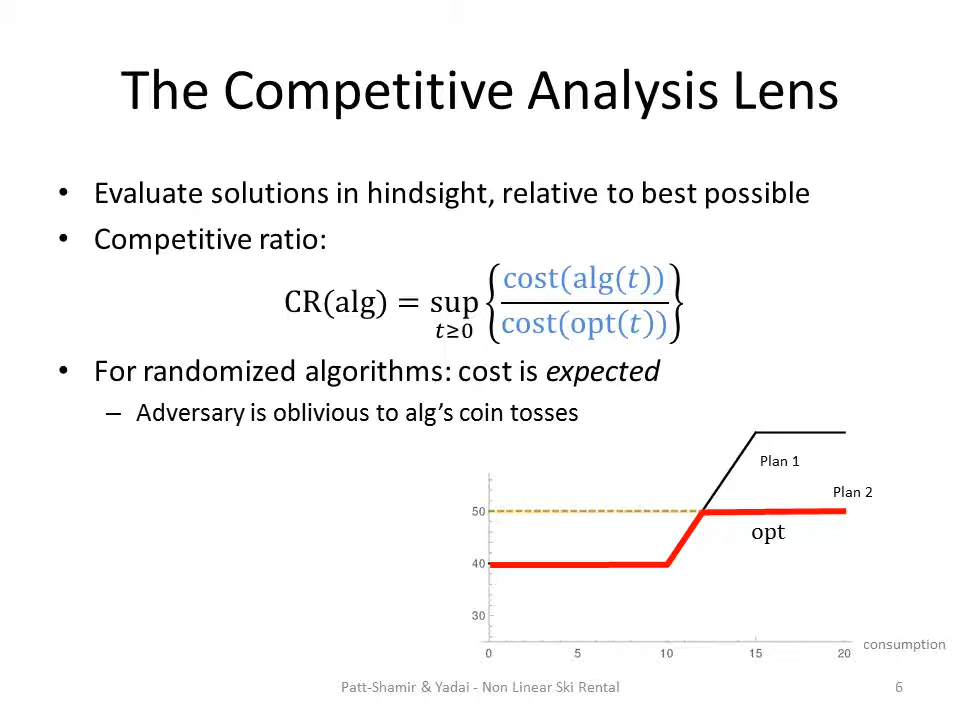 The Competitive Analysis Lens
• Evaluate solutions in hindsight, relative to best possible
• Competitive ratio:
CR(alg) = sup_{t≥0} { cost(alg(t)) / cost(opt(t)) }
• For randomized algorithms: cost is expected
– Adversary is oblivious to alg's coin tosses
Plan 1
Plan 2
50
opt
40
30
0 5 10 15 20
consumption
Patt-Shamir & Yadai - Non Linear Ski Rental
6